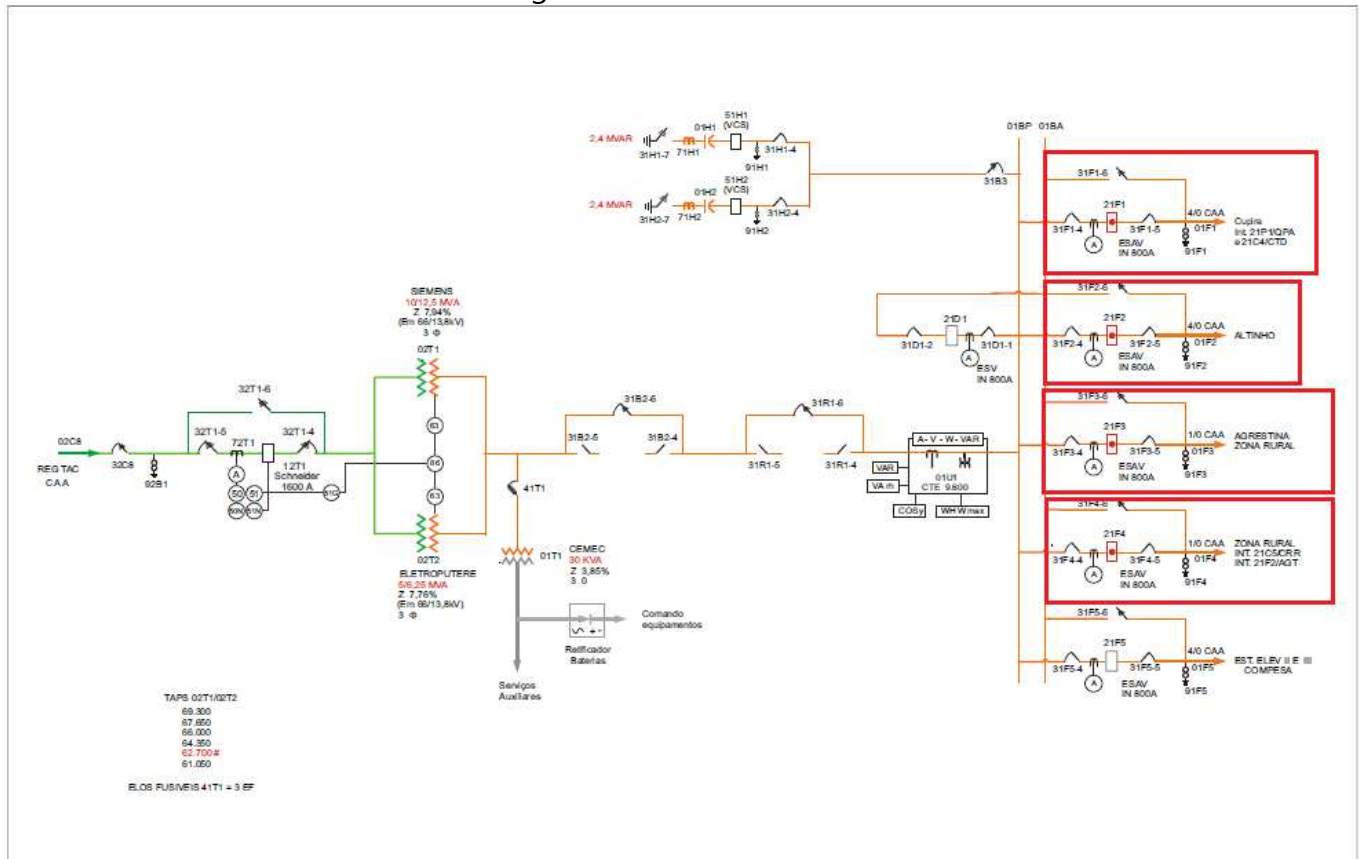 2,4 MVAR
31H1-7
71H1
01H1
51H1
(VCS)
91H1
31H1-4
2,4 MVAR
31H2-7
71H2
01H2
51H2
(VCS)
91H2
31H2-4
31B3
01BP 01BA
31F1-6
21F1
31F1-4
A
31F1-5
ESAV
IN 800A
4/0 CAA
01F1
91F1
Cupira
Int. 21P1/QPA
e 21C4/CTD
31F2-6
21D1
31D1-2
31D1-1
A
ESV
IN 800A
21F2
31F2-4
A
31F2-5
ESAV
IN 800A
4/0 CAA
01F2
91F2
ALTINHO
31F3-6
21F3
31F3-4
A
31F3-5
ESAV
IN 800A
1/0 CAA
01F3
91F3
AGRESTINA
ZONA RURAL
31F4-6
21F4
31F4-4
A
31F4-5
ESAV
IN 800A
1/0 CAA
01F4
91F4
ZONA RURAL
INT. 21C5/CRR
INT. 21F2/AGT
31F5-6
21F5
31F5-4
A
31F5-5
ESAV
IN 800A
4/0 CAA
01F5
91F5
EST. ELEV II E III
COMPESA
SIEMENS
10/12,5 MVA
Z 7,94%
(Em 66/13,8kV)
3 Φ
02T1
63
86
63
02T2
ELETROPUTERE
5/6,25 MVA
Z 7,76%
(Em 66/13,8kV)
3 Φ
02C8
REG TAC
C A A
32C8
92B1
32T1-6
32T1-5
72T1
32T1-4
A
50
51
50N
51N
12T1
Schneider
1600 A
51G
41T1
01T1
CEMEC
30 KVA
Z 3,85%
3 0
Retificador
Baterias
Comando
equipamentos
Serviços
Auxiliares
31B2-6
31B2-5
31B2-4
31R1-6
31R1-5
31R1-4
A - V - W - VAR
VAR
VA rh
01U1
CTE 9.800
COSy
WH Wmax
TAPS 02T1/02T2
69.300
67.650
66.000
64.350
62.700#
61.050
ELOS FUSIVEIS 41T1 = 3 EF